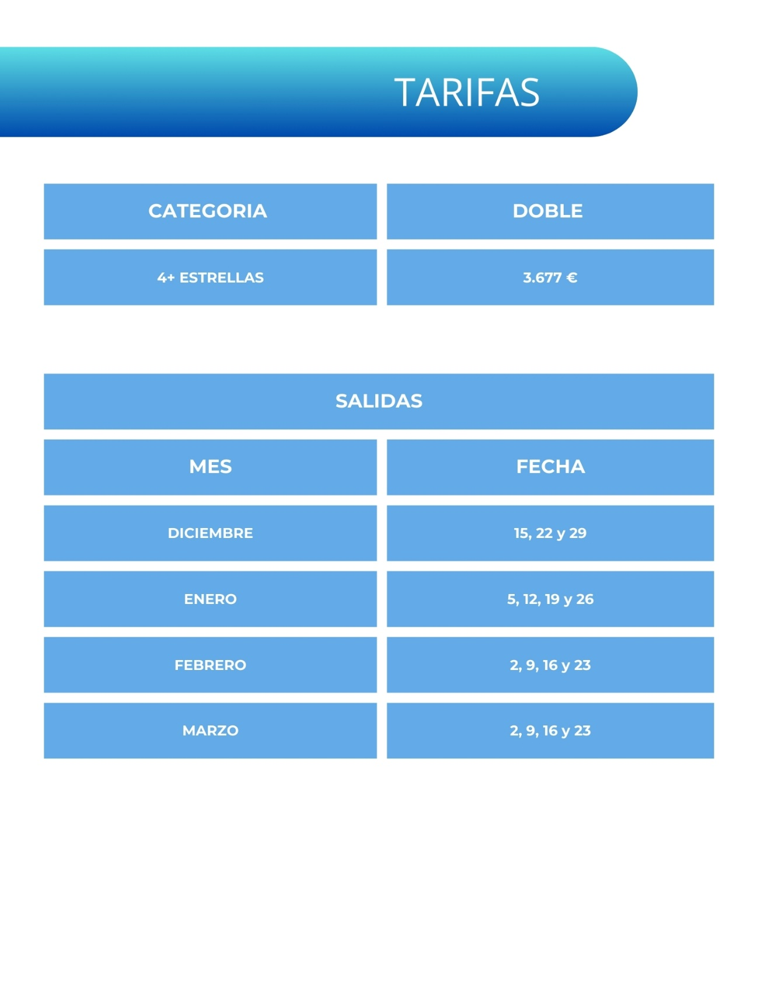 TARIFAS
CATEGORIA DOBLE
4+ ESTRELLAS 3.677 €
SALIDAS
MES FECHA
DICIEMBRE 15, 22 y 29
ENERO 5, 12, 19 y 26
FEBRERO 2, 9, 16 y 23
MARZO 2, 9, 16 y 23